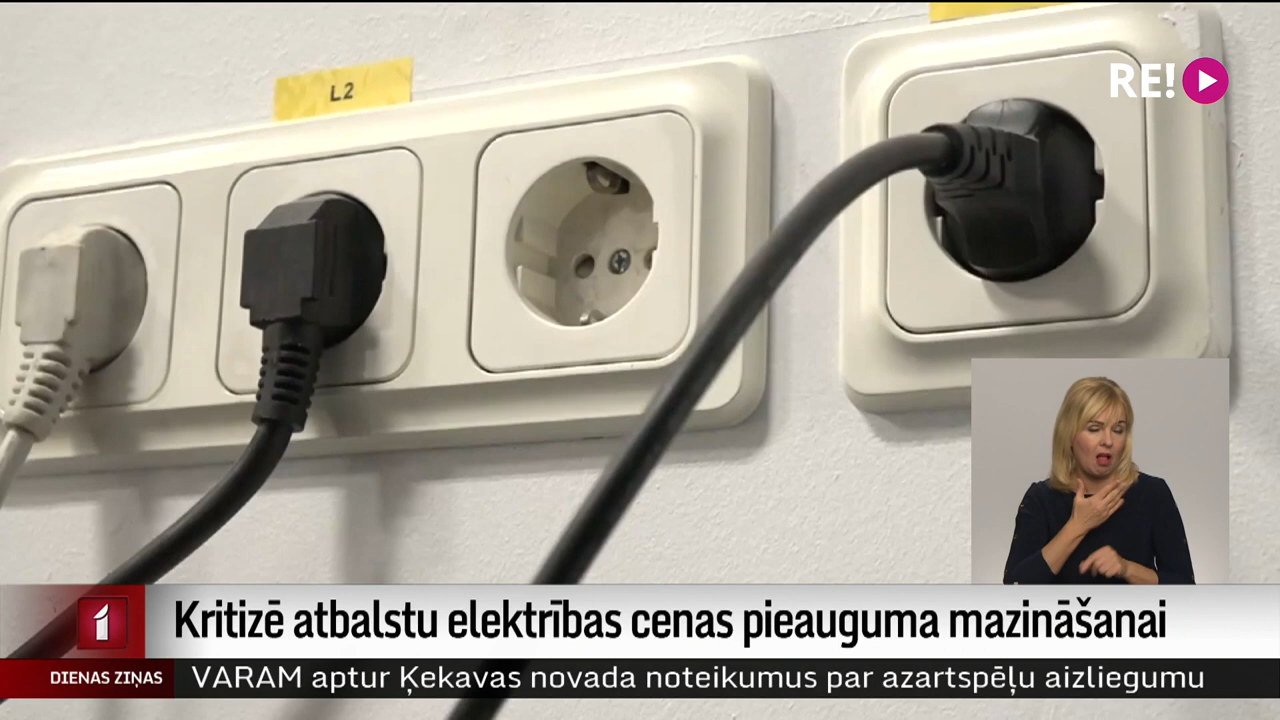 L2
RE!
1
Kritizē atbalstu elektrības cenas pieauguma mazināšanai
DIENAS ZIŅAS
VARAM aptur Ķekavas novada noteikumus par azartspēļu aizliegumu